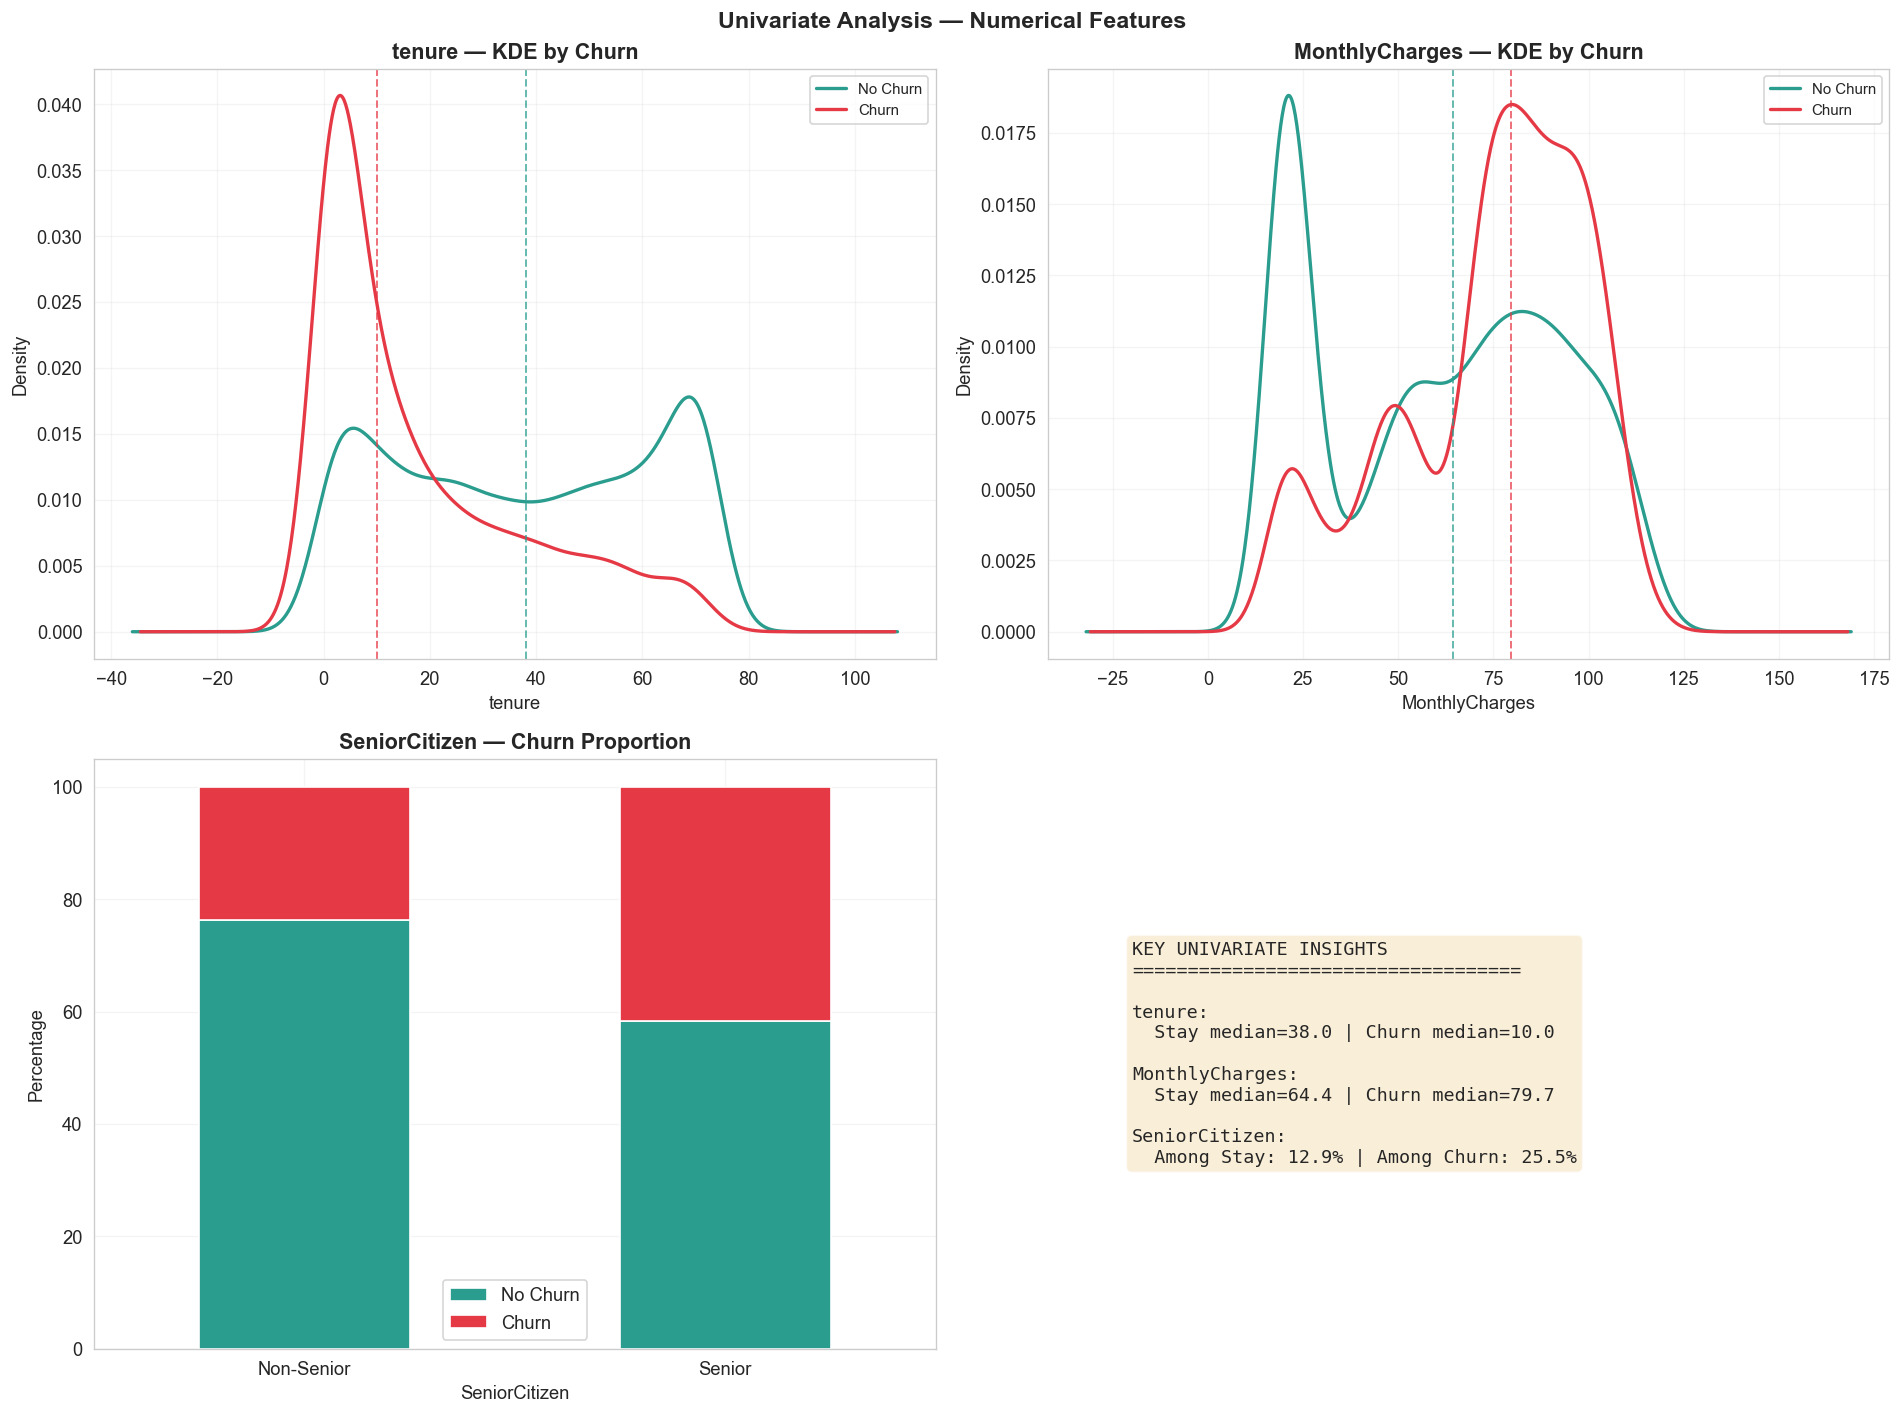 Univariate Analysis — Numerical Features
tenure — KDE by Churn
No Churn
Churn
0.040
0.035
0.030
0.025
0.020
0.015
0.010
0.005
0.000
Density
−40 −20 0 20 40 60 80 100
tenure
MonthlyCharges — KDE by Churn
No Churn
Churn
0.0175
0.0150
0.0125
0.0100
0.0075
0.0050
0.0025
0.0000
Density
−25 0 25 50 75 100 125 150 175
MonthlyCharges
SeniorCitizen — Churn Proportion
100
80
60
40
20
0
Percentage
No Churn
Churn
Non-Senior Senior
SeniorCitizen
KEY UNIVARIATE INSIGHTS
===================================
tenure:
Stay median=38.0 | Churn median=10.0
MonthlyCharges:
Stay median=64.4 | Churn median=79.7
SeniorCitizen:
Among Stay: 12.9% | Among Churn: 25.5%